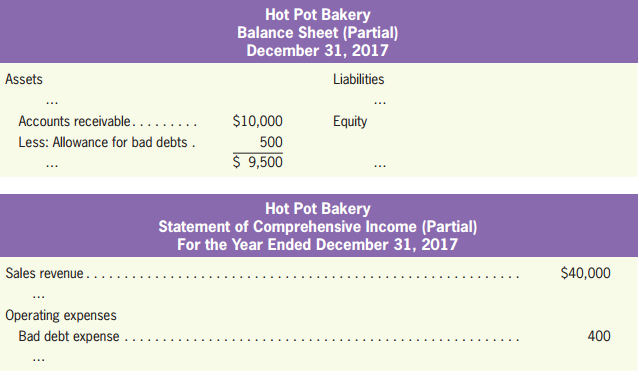 Hot Pot Bakery
Balance Sheet (Partial)
December 31, 2017
Assets Liabilities
... ...
Accounts receivable......... $10,000 Equity
Less: Allowance for bad debts . 500
... $ 9,500 ...
Hot Pot Bakery
Statement of Comprehensive Income (Partial)
For the Year Ended December 31, 2017
Sales revenue........................................................ $40,000
...
Operating expenses
Bad debt expense .................................................. 400
...